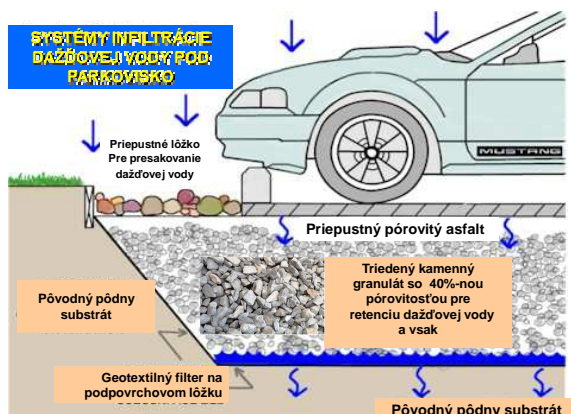 SYSTÉMY INFILTRÁCIE
DAŽĎOVEJ VODY POD
PARKOVISKO
Priepustné lôžko
Pre presakovanie
dažďovej vody
MUSTANG
Priepustný pórovitý asfalt
Triedený kamenný
granulát so 40%-nou
pórovitosťou pre
retenciu dažďovej vody
a vsak
Pôvodný pôdny
substrát
Geotextilný filter na
podpovrchovom lôžku
Pôvodný pôdny substrát